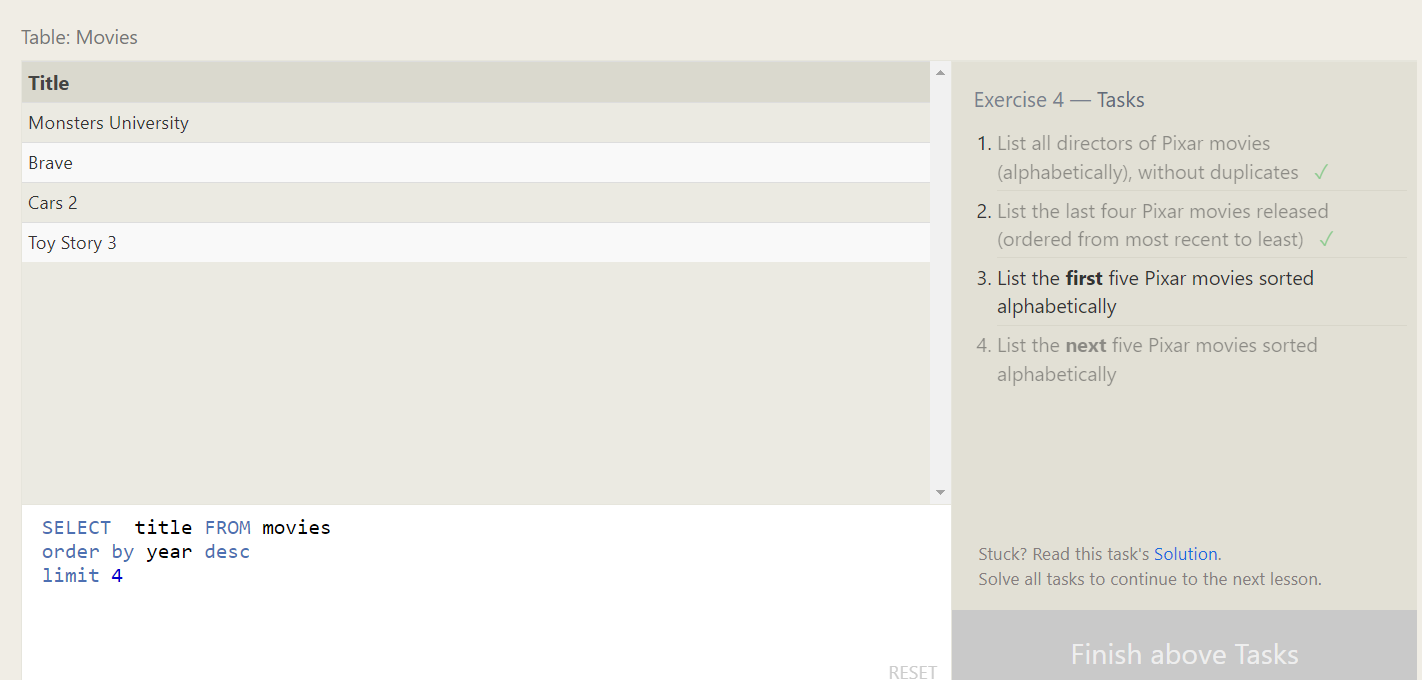 Table: Movies
Title
Monsters University
Brave
Cars 2
Toy Story 3
SELECT  title FROM movies
order by year desc
limit 4
RESET
Exercise 4 — Tasks
1. List all directors of Pixar movies
(alphabetically), without duplicates ✓
2. List the last four Pixar movies released
(ordered from most recent to least) ✓
3. List the first five Pixar movies sorted
alphabetically
4. List the next five Pixar movies sorted
alphabetically
Stuck? Read this task's Solution.
Solve all tasks to continue to the next lesson.
Finish above Tasks